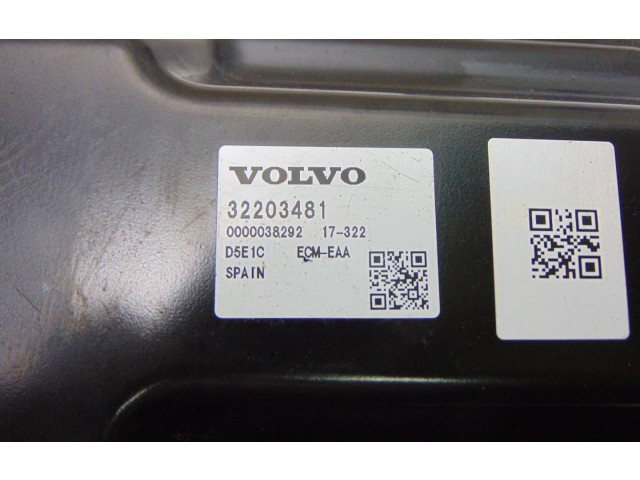 VOLVO
32203481
0000038292 17-322
D5E1C ECM-EAA
SPAIN